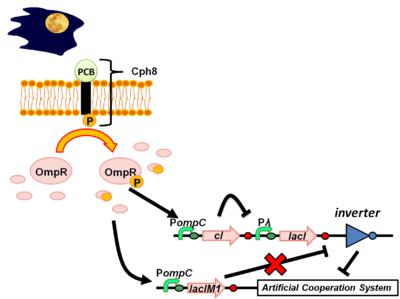 PCB
Cph8
P
OmpR
OmpR
P
PompC
cI
Pλ
lacI
inverter
PompC
lacIM1
Artificial Cooperation System